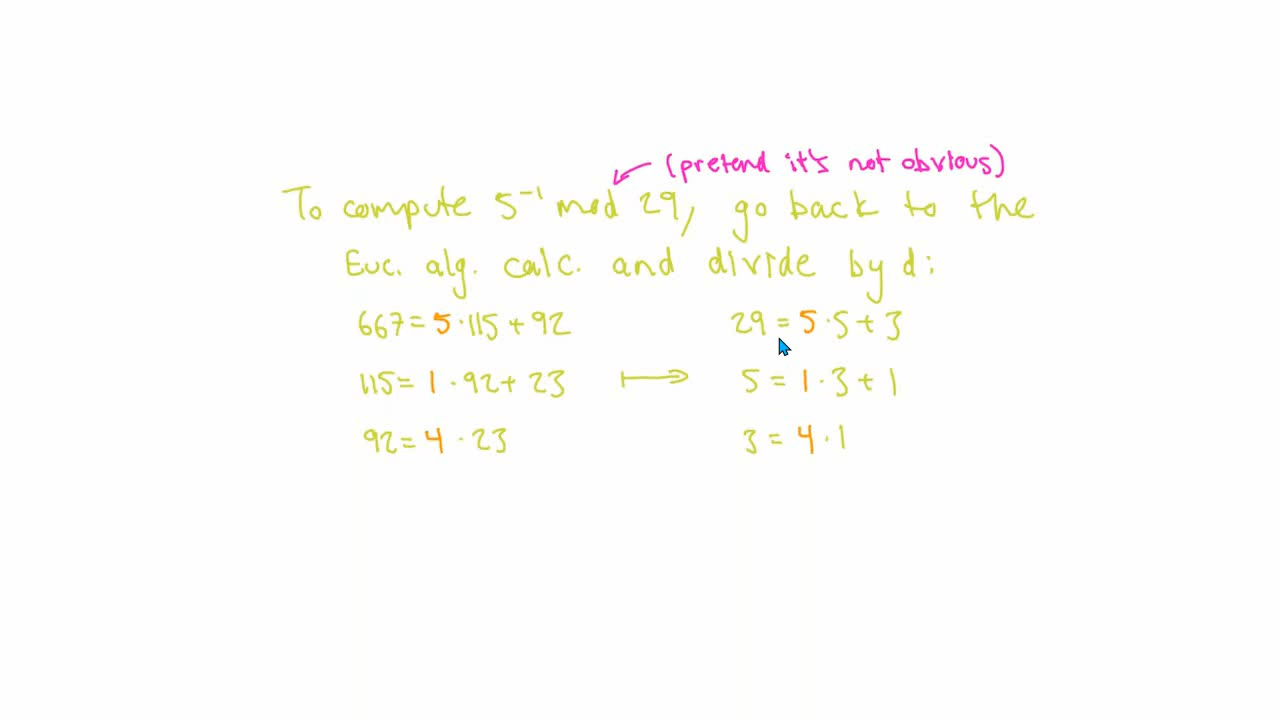 (pretend it's not obvious)
To compute 5⁻¹ mod 29, go back to the
Euc. alg. calc. and divide by d:
667 = 5 · 115 + 92 29 = 5 · 5 + 3
115 = 1 · 92 + 23 ⟼ 5 = 1 · 3 + 1
92 = 4 · 23 3 = 4 · 1